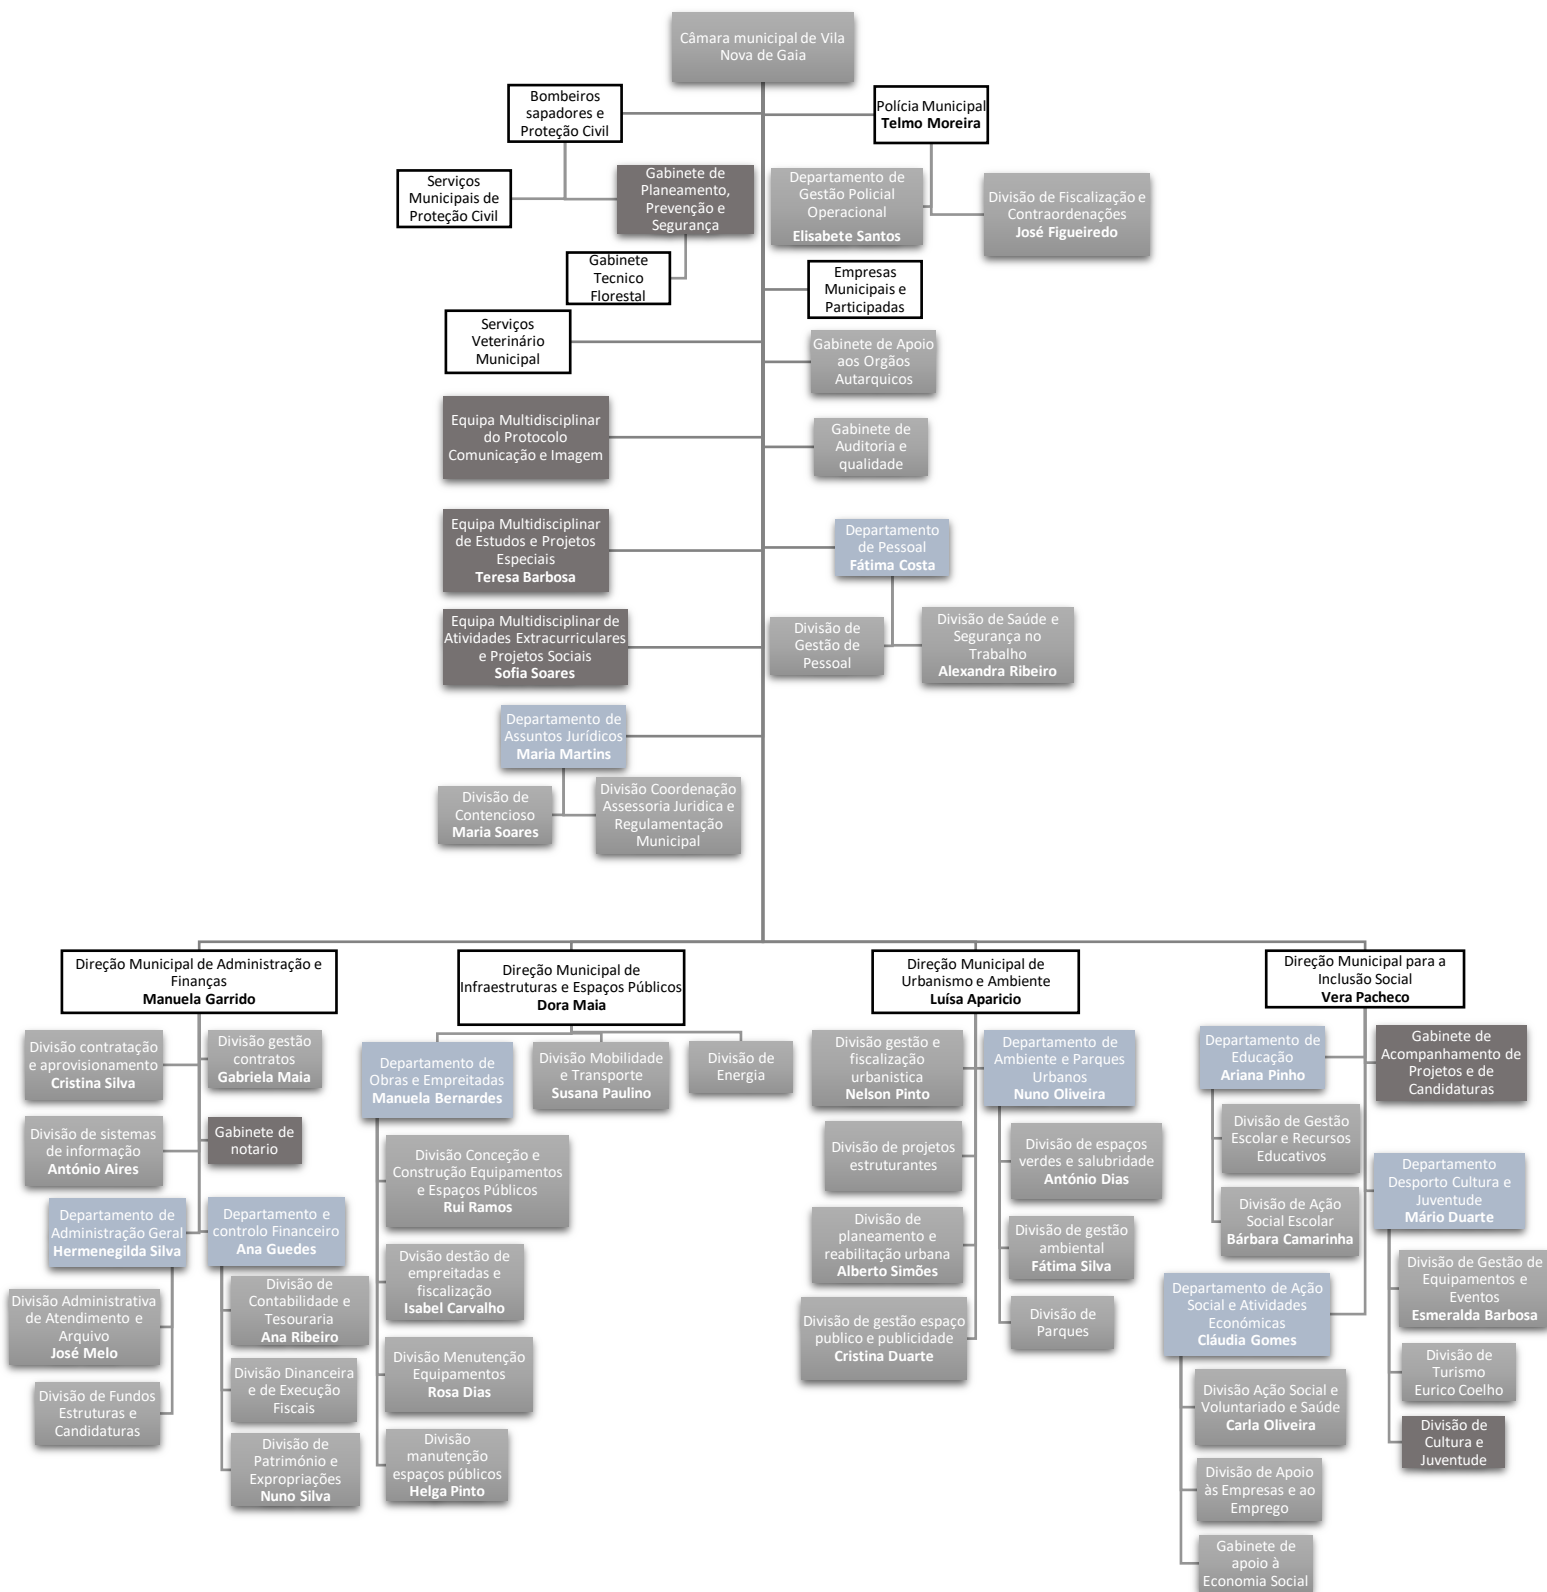 Câmara municipal de Vila
Nova de Gaia
Bombeiros
sapadores e
Proteção Civil
Polícia Municipal
Telmo Moreira
Serviços
Municipais de
Proteção Civil
Gabinete de
Planeamento,
Prevenção e
Segurança
Departamento de
Gestão Policial
Operacional
Elisabete Santos
Divisão de Fiscalização e
Contraordenações
José Figueiredo
Gabinete
Tecnico
Florestal
Empresas
Municipais e
Participadas
Serviços
Veterinário
Municipal
Gabinete de Apoio
aos Orgãos
Autarquicos
Equipa Multidisciplinar
do Protocolo
Comunicação e Imagem
Gabinete de
Auditoria e
qualidade
Equipa Multidisciplinar
de Estudos e Projetos
Especiais
Teresa Barbosa
Departamento
de Pessoal
Fátima Costa
Equipa Multidisciplinar de
Atividades Extracurriculares
e Projetos Sociais
Sofia Soares
Divisão de
Gestão de
Pessoal
Divisão de Saúde e
Segurança no
Trabalho
Alexandra Ribeiro
Departamento de
Assuntos Jurídicos
Maria Martins
Divisão de
Contencioso
Maria Soares
Divisão Coordenação
Assessoria Juridica e
Regulamentação
Municipal
Direção Municipal de Administração e
Finanças
Manuela Garrido
Direção Municipal de
Infraestruturas e Espaços Públicos
Dora Maia
Direção Municipal de
Urbanismo e Ambiente
Luísa Aparicio
Direção Municipal para a
Inclusão Social
Vera Pacheco
Divisão contratação
e aprovisionamento
Cristina Silva
Divisão gestão
contratos
Gabriela Maia
Divisão de sistemas
de informação
António Aires
Gabinete de
notario
Departamento de
Administração Geral
Hermenegilda Silva
Departamento e
controlo Financeiro
Ana Guedes
Divisão Administrativa
de Atendimento e
Arquivo
José Melo
Divisão de Fundos
Estruturas e
Candidaturas
Divisão de
Contabilidade e
Tesouraria
Ana Ribeiro
Divisão Dinanceira
e de Execução
Fiscais
Divisão de
Património e
Expropriações
Nuno Silva
Departamento de
Obras e Empreitadas
Manuela Bernardes
Divisão Mobilidade
e Transporte
Susana Paulino
Divisão de
Energia
Divisão Conceção e
Construção Equipamentos
e Espaços Públicos
Rui Ramos
Divisão destão de
empreitadas e
fiscalização
Isabel Carvalho
Divisão Menutenção
Equipamentos
Rosa Dias
Divisão
manutenção
espaços públicos
Helga Pinto
Divisão gestão e
fiscalização
urbanistica
Nelson Pinto
Departamento de
Ambiente e Parques
Urbanos
Nuno Oliveira
Divisão de projetos
estruturantes
Divisão de
planeamento e
reabilitação urbana
Alberto Simões
Divisão de gestão espaço
publico e publicidade
Cristina Duarte
Divisão de espaços
verdes e salubridade
António Dias
Divisão de gestão
ambiental
Fátima Silva
Divisão de
Parques
Departamento de
Educação
Ariana Pinho
Gabinete de
Acompanhamento de
Projetos e de
Candidaturas
Divisão de Gestão
Escolar e Recursos
Educativos
Divisão de Ação
Social Escolar
Bárbara Camarinha
Departamento
Desporto Cultura e
Juventude
Mário Duarte
Departamento de Ação
Social e Atividades
Económicas
Cláudia Gomes
Divisão de Gestão de
Equipamentos e
Eventos
Esmeralda Barbosa
Divisão de
Turismo
Eurico Coelho
Divisão de
Cultura e
Juventude
Divisão Ação Social e
Voluntariado e Saúde
Carla Oliveira
Divisão de Apoio
às Empresas e ao
Emprego
Gabinete de
apoio à
Economia Social